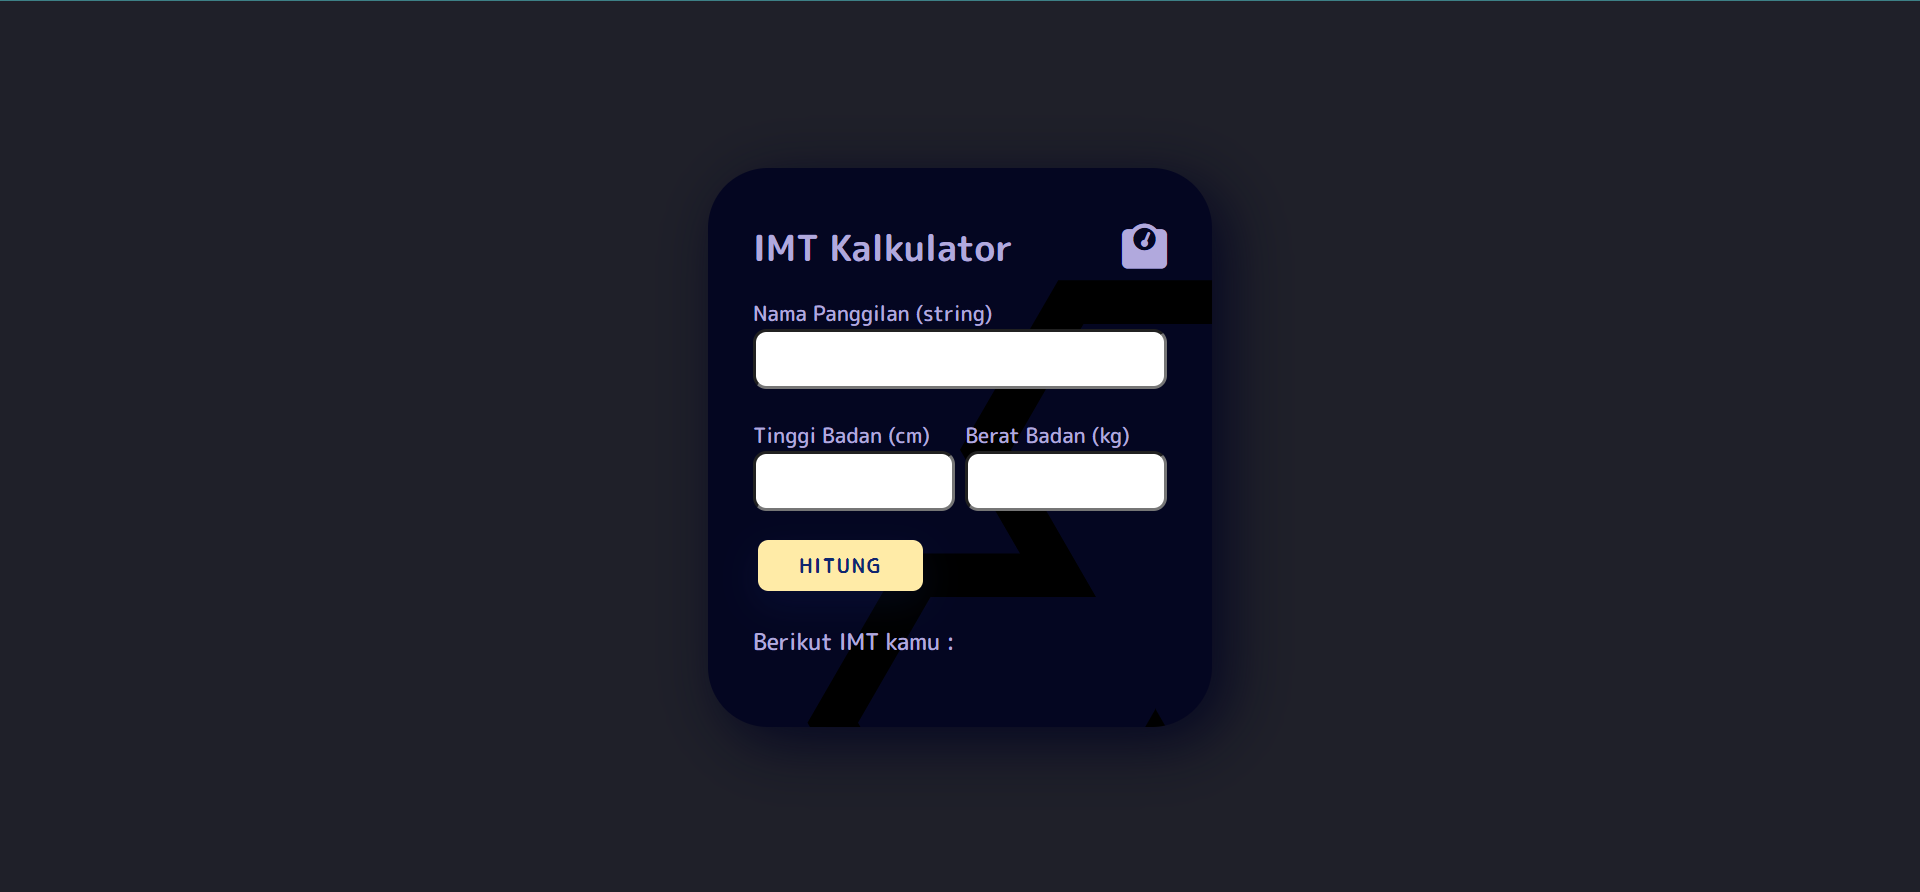 IMT Kalkulator
Nama Panggilan (string)
Tinggi Badan (cm) Berat Badan (kg)
HITUNG
Berikut IMT kamu :